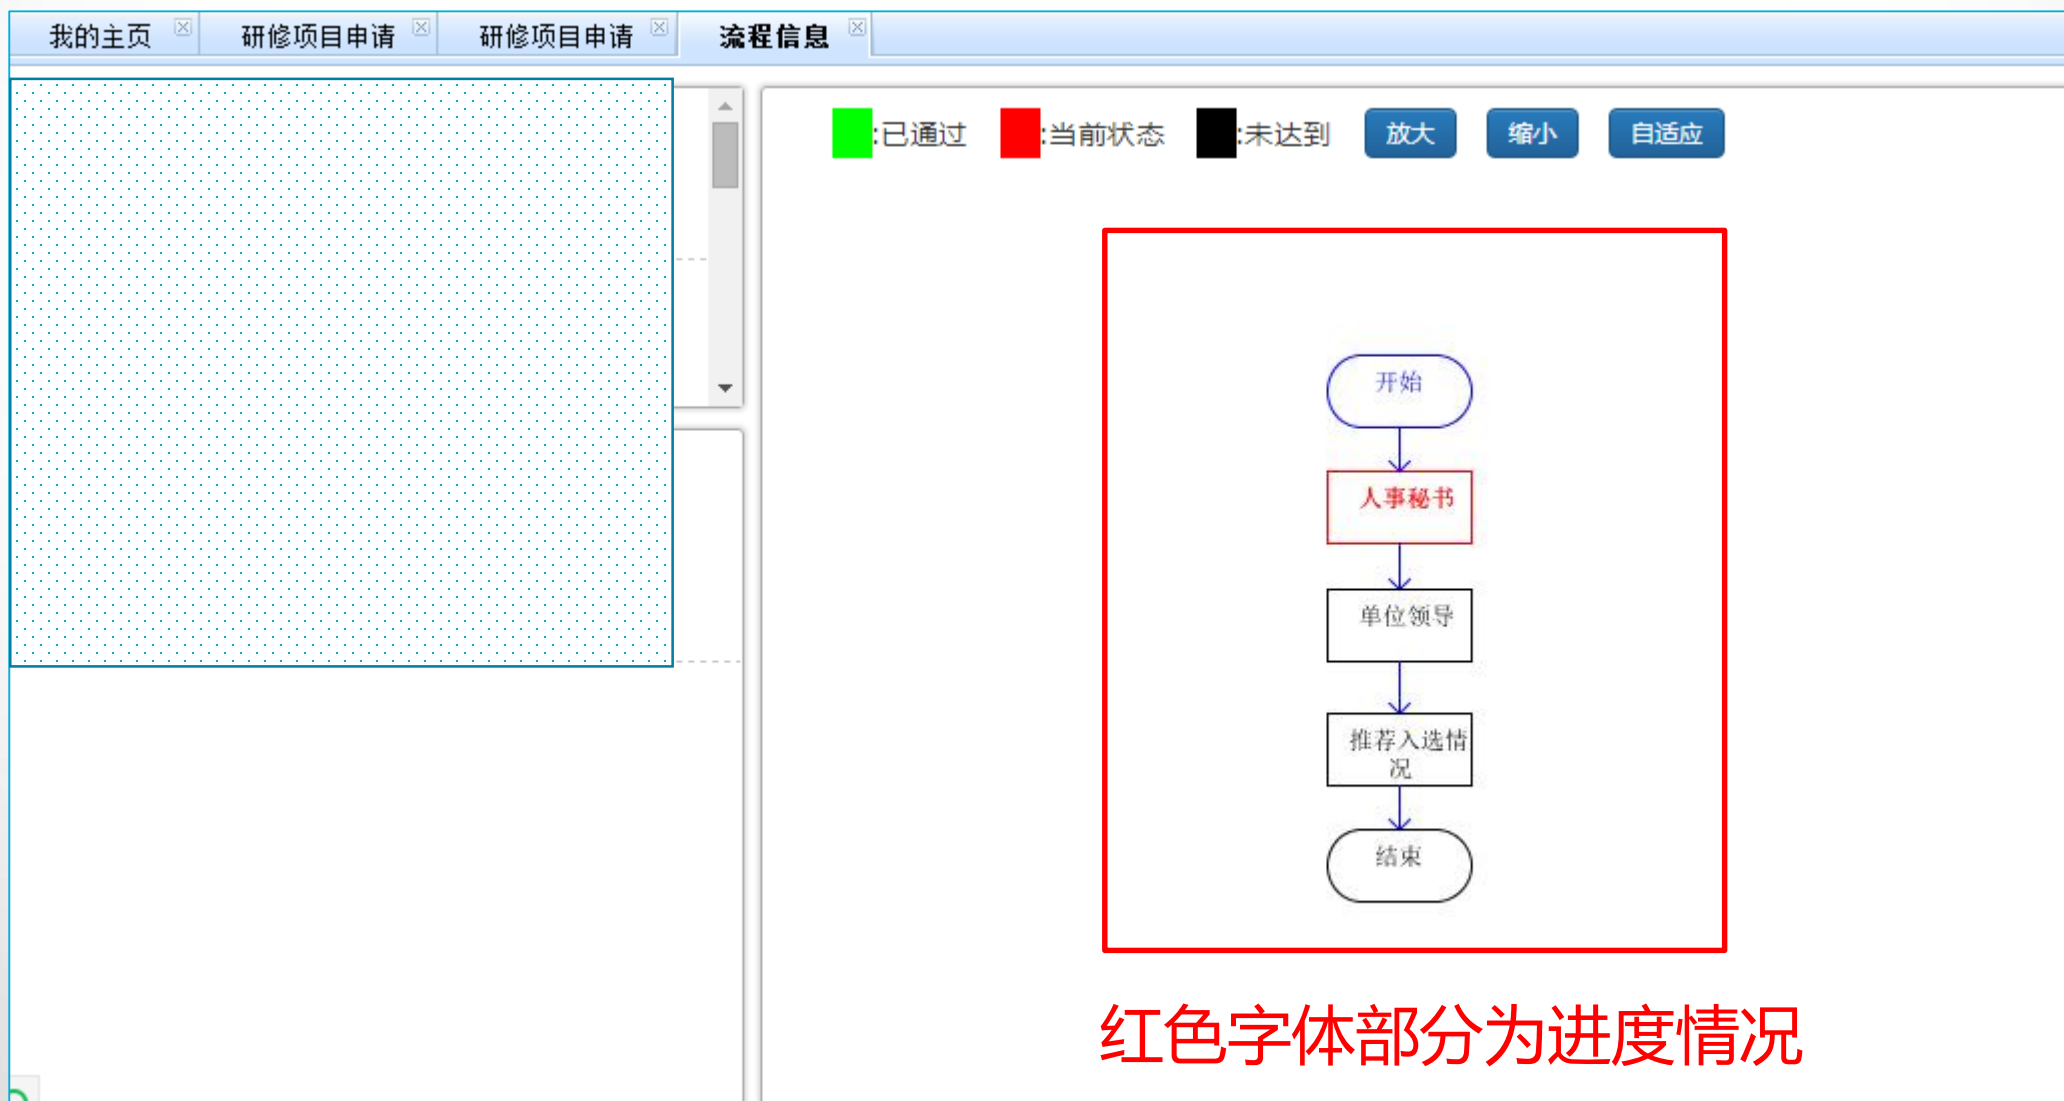 我的主页 研修项目申请 研修项目申请 流程信息
:已通过 :当前状态 :未达到 放大 缩小 自适应
开始
人事秘书
单位领导
推荐入选情
况
结束
红色字体部分为进度情况